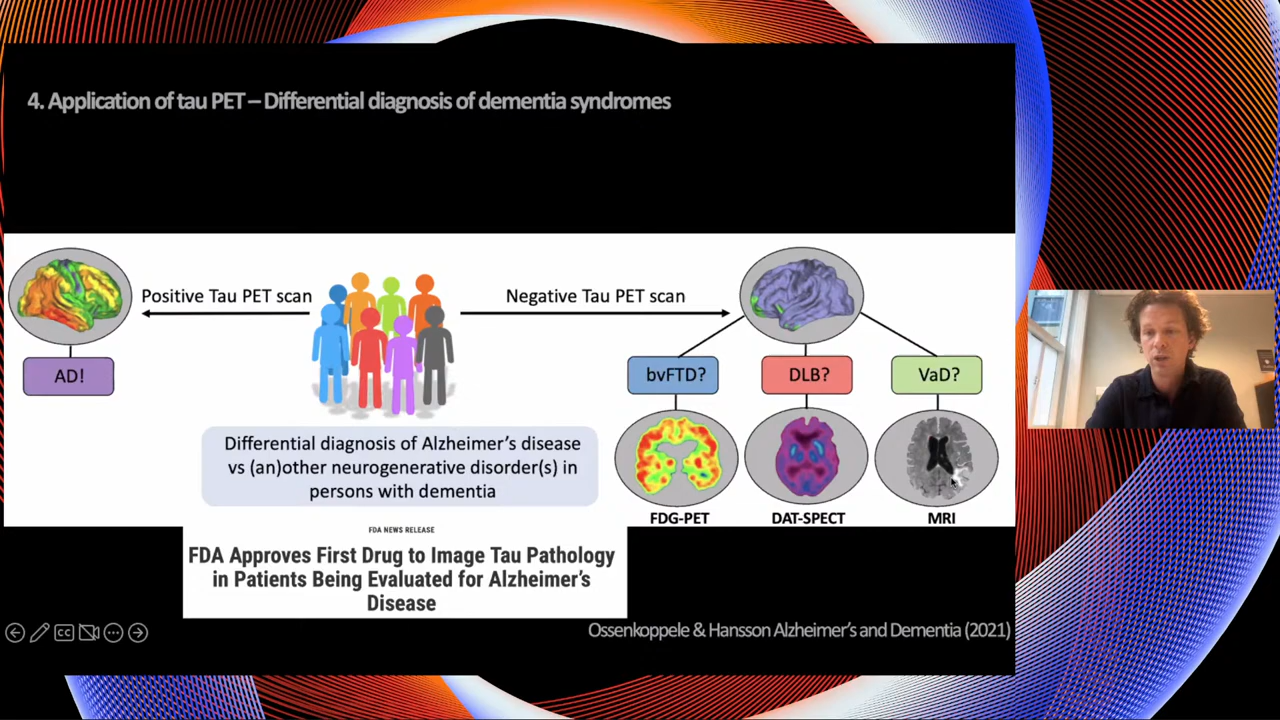 4. Application of tau PET – Differential diagnosis of dementia syndromes
Positive Tau PET scan
Negative Tau PET scan
AD!
bvFTD?
DLB?
VaD?
Differential diagnosis of Alzheimer's disease
vs (an)other neurogenerative disorder(s) in
persons with dementia
FDG-PET
DAT-SPECT
MRI
FDA NEWS RELEASE
FDA Approves First Drug to Image Tau Pathology
in Patients Being Evaluated for Alzheimer's
Disease
CC
Ossenkoppele & Hansson Alzheimer's and Dementia (2021)